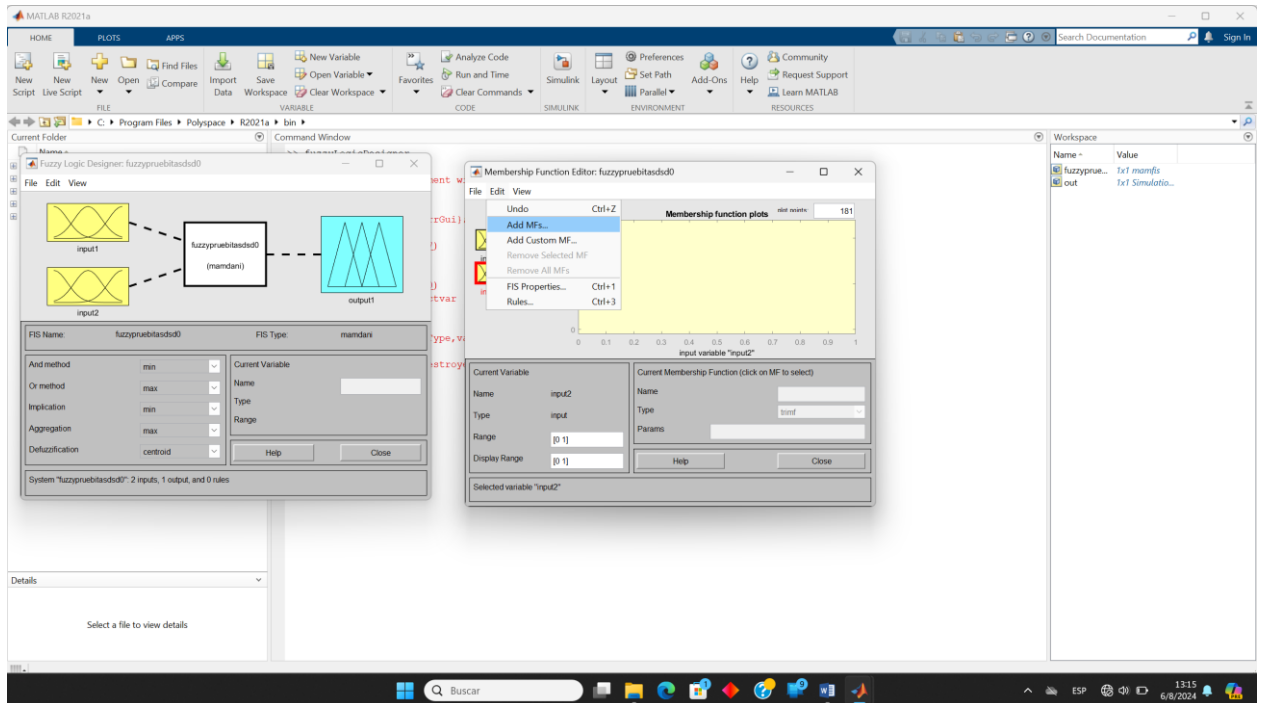 MATLAB R2021a
HOME PLOTS APPS
Search Documentation
Sign In
New Script
New Live Script
New
Open
Find Files
Compare
Import Data
Save Workspace
New Variable
Open Variable
Clear Workspace
Favorites
Analyze Code
Run and Time
Clear Commands
Simulink
Layout
Preferences
Set Path
Parallel
Add-Ons
Help
Community
Request Support
Learn MATLAB
FILE VARIABLE CODE SIMULINK ENVIRONMENT RESOURCES
C: Program Files Polyspace R2021a bin
Current Folder
Command Window
Workspace
Name
Value
fuzzyprue... 1x1 mamfis
out 1x1 Simulatio...
Fuzzy Logic Designer: fuzzypruebitasdsd0
File Edit View
input1
input2
fuzzypruebitasdsd0
(mamdani)
output1
FIS Name: fuzzypruebitasdsd0 FIS Type: mamdani
And method min
Or method max
Implication min
Aggregation max
Defuzzification centroid
Current Variable
Name
Type
Range
Help Close
System "fuzzypruebitasdsd0": 2 inputs, 1 output, and 0 rules
Membership Function Editor: fuzzypruebitasdsd0
File Edit View
Undo Ctrl+Z
Add MFs...
Add Custom MF...
Remove Selected MF
Remove All MFs
FIS Properties... Ctrl+1
Rules... Ctrl+3
Membership function plots
plot points: 181
0
0 0.1 0.2 0.3 0.4 0.5 0.6 0.7 0.8 0.9 1
input variable "input2"
Current Variable
Name input2
Type input
Range [0 1]
Display Range [0 1]
Current Membership Function (click on MF to select)
Name
Type trimf
Params
Help Close
Selected variable "input2"
Details
Select a file to view details
Buscar
ESP
13:15
6/8/2024